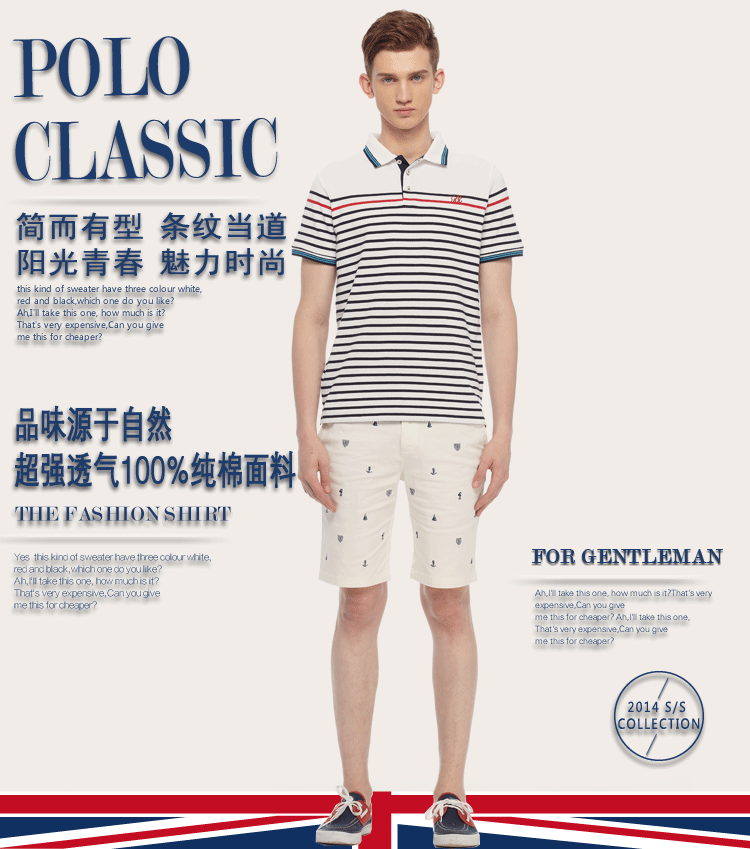 POLO
CLASSIC
简而有型 条纹当道
阳光青春 魅力时尚
this kind of sweater have three colour white,
red and black,which one do you like?
Ah,I'll take this one, how much is it?
That's very expensive,Can you give
me this for cheaper?
品味源于自然
超强透气100%纯棉面料
THE FASHION SHIRT
Yes this kind of sweater have three colour white,
red and black,which one do you like?
Ah,I'll take this one, how much is it?
That's very expensive,Can you give
me this for cheaper?
FOR GENTLEMAN
Ah,I'll take this one, how much is it?That's very
expensive,Can you give
me this for cheaper? Ah,I'll take this one,
That's very expensive,Can you give
me this for cheaper?
2014 S/S
COLLECTION